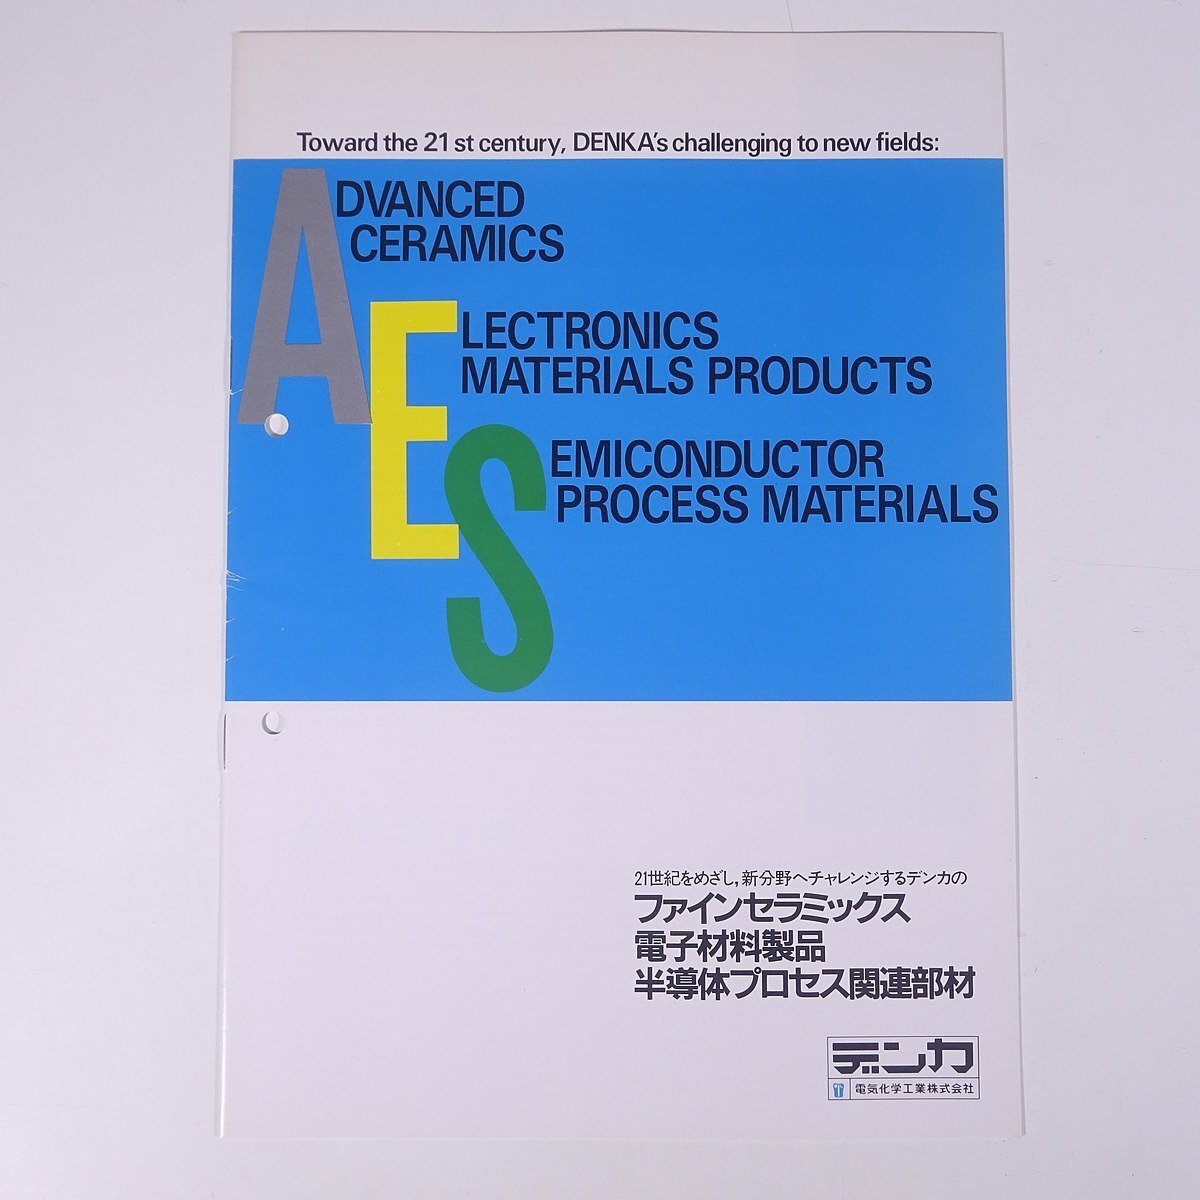 Toward the 21 st century, DENKA's challenging to new fields:
ADVANCED
CERAMICS
ELECTRONICS
MATERIALS PRODUCTS
SEMICONDUCTOR
PROCESS MATERIALS
21世紀をめざし,新分野へチャレンジするデンカの
ファインセラミックス
電子材料製品
半導体プロセス関連部材
デンカ
電気化学工業株式会社